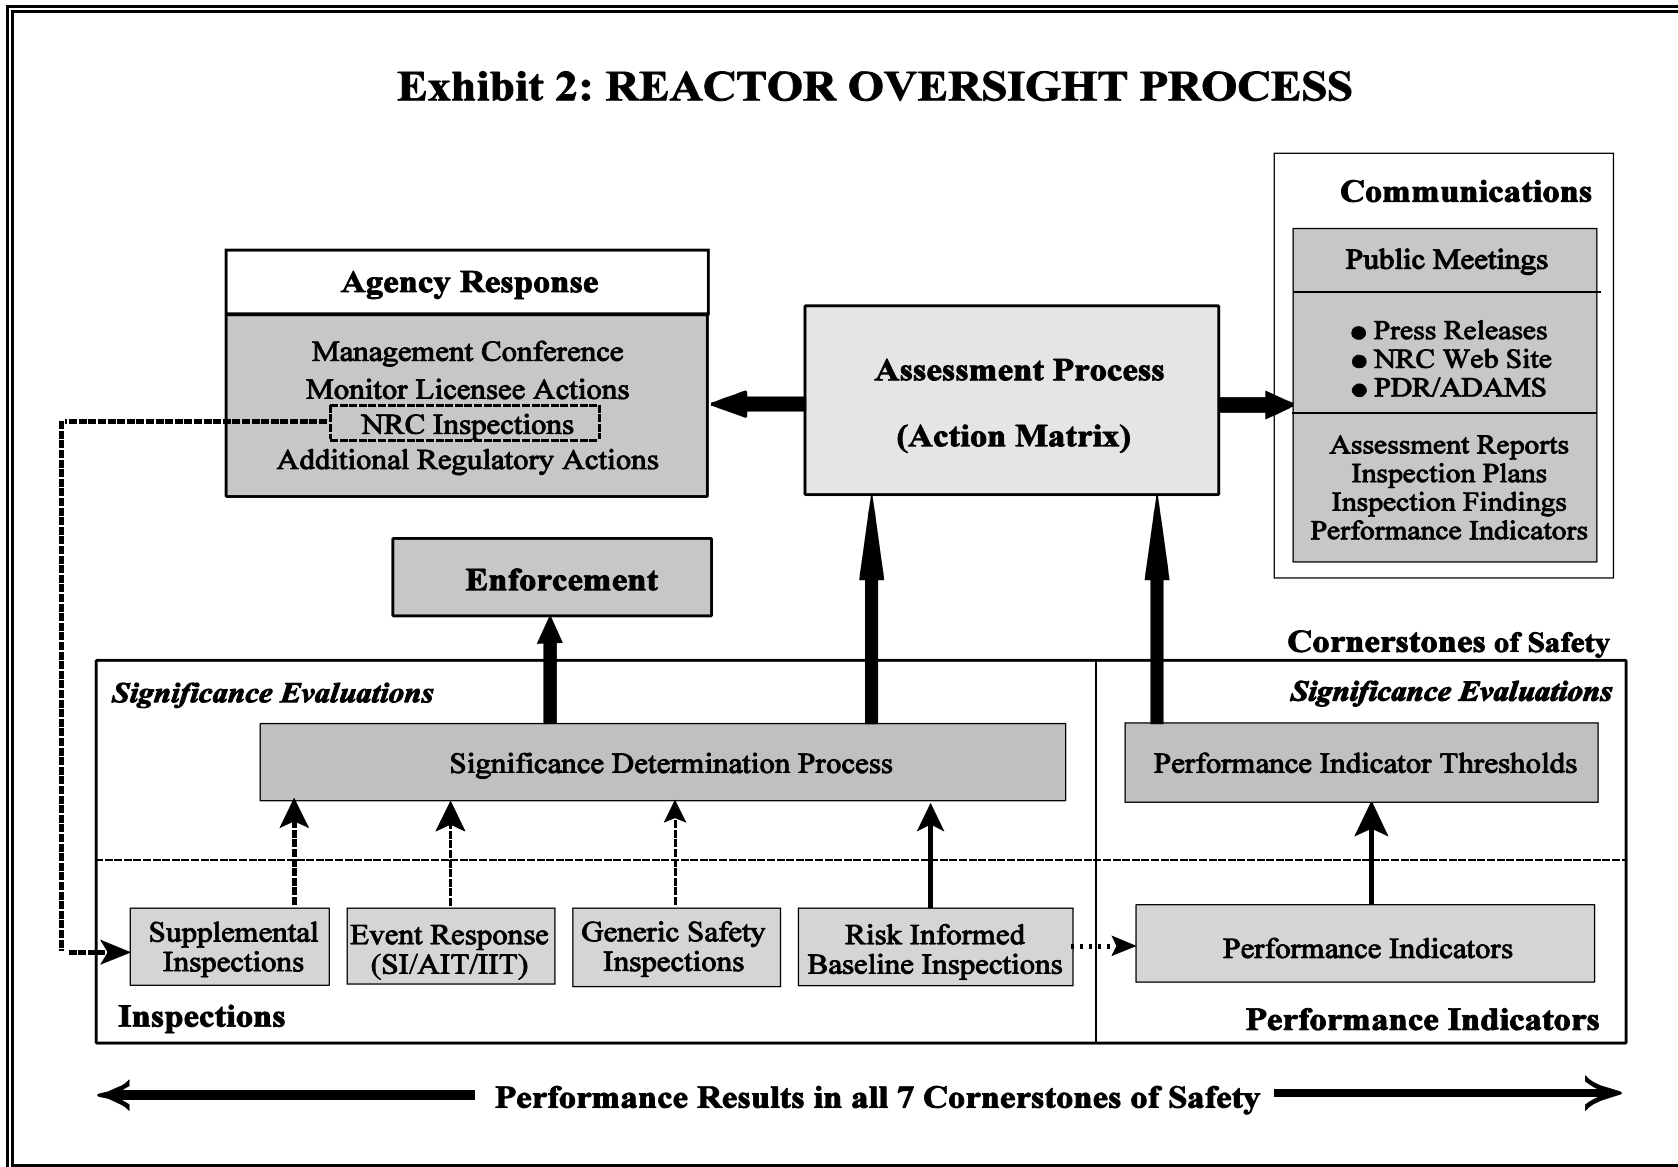 Exhibit 2: REACTOR OVERSIGHT PROCESS
Communications
Public Meetings
● Press Releases
● NRC Web Site
● PDR/ADAMS
Assessment Reports
Inspection Plans
Inspection Findings
Performance Indicators
Agency Response
Management Conference
Monitor Licensee Actions
NRC Inspections
Additional Regulatory Actions
Assessment Process
(Action Matrix)
Enforcement
Cornerstones of Safety
Significance Evaluations
Significance Evaluations
Significance Determination Process
Performance Indicator Thresholds
Supplemental
Inspections
Event Response
(SI/AIT/IIT)
Generic Safety
Inspections
Risk Informed
Baseline Inspections
Performance Indicators
Inspections
Performance Indicators
Performance Results in all 7 Cornerstones of Safety